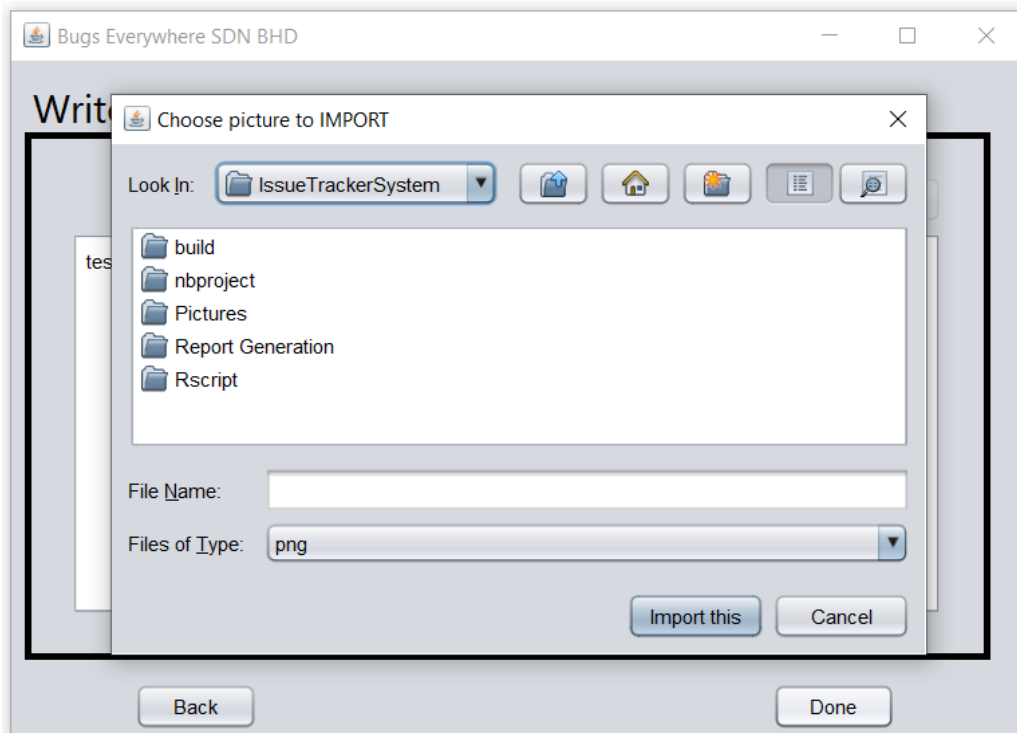 Bugs Everywhere SDN BHD
Write
Choose picture to IMPORT
Look In: IssueTrackerSystem
build
nbproject
Pictures
Report Generation
Rscript
tes
File Name:
Files of Type: png
Import this Cancel
Back Done